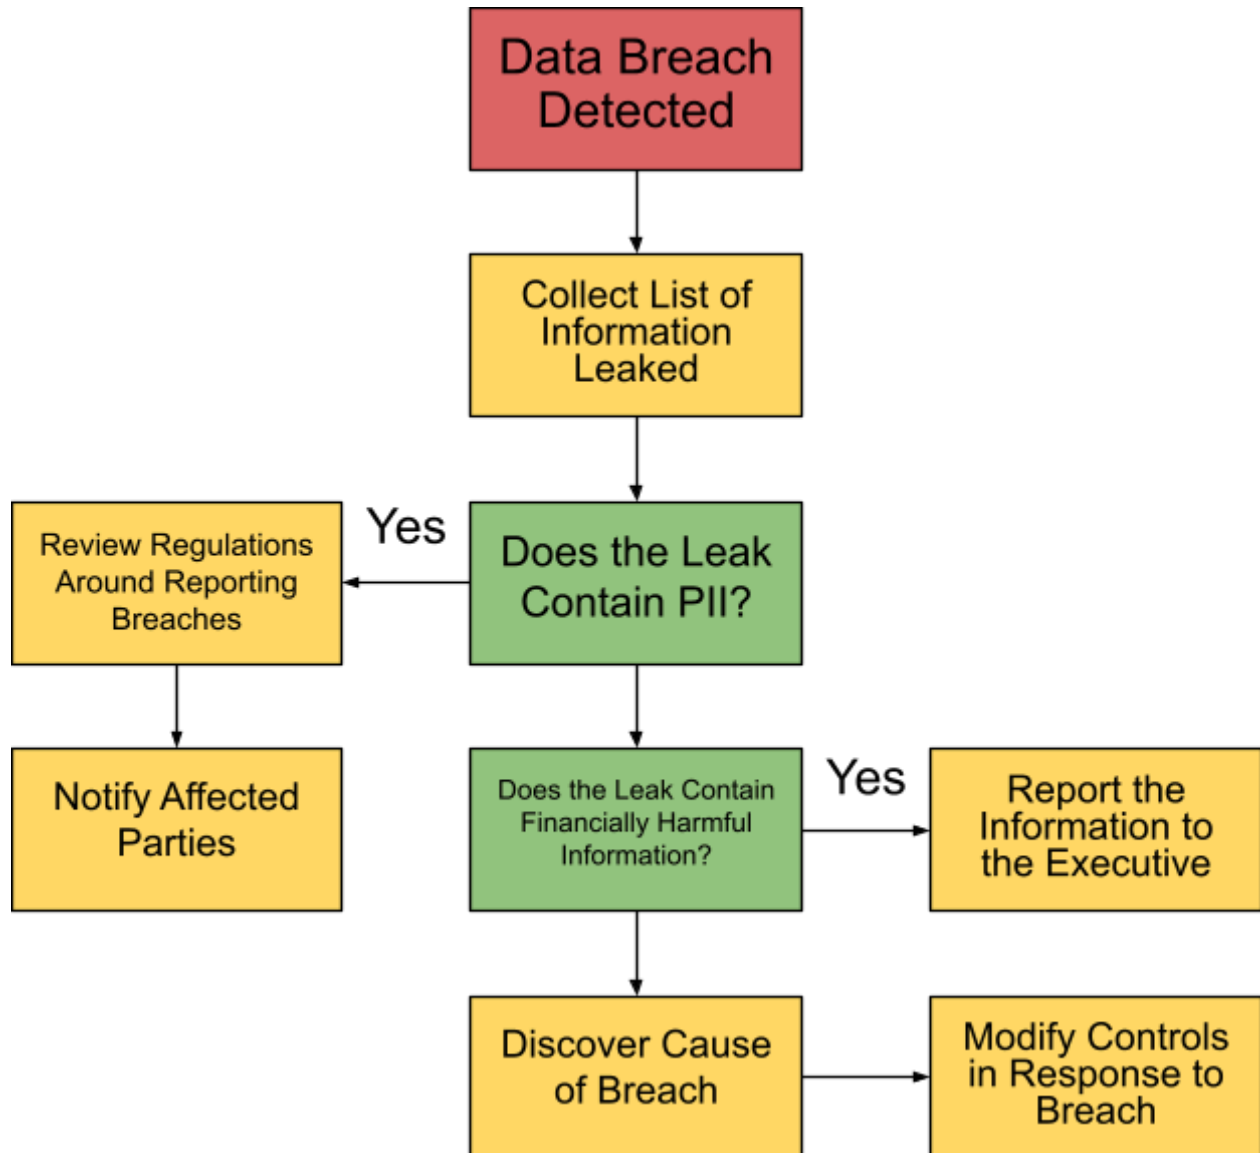 Data Breach
Detected
Collect List of
Information
Leaked
Yes
Review Regulations
Around Reporting
Breaches
Does the Leak
Contain PII?
Notify Affected
Parties
Does the Leak Contain
Financially Harmful
Information?
Yes
Report the
Information to
the Executive
Discover Cause
of Breach
Modify Controls
in Response to
Breach